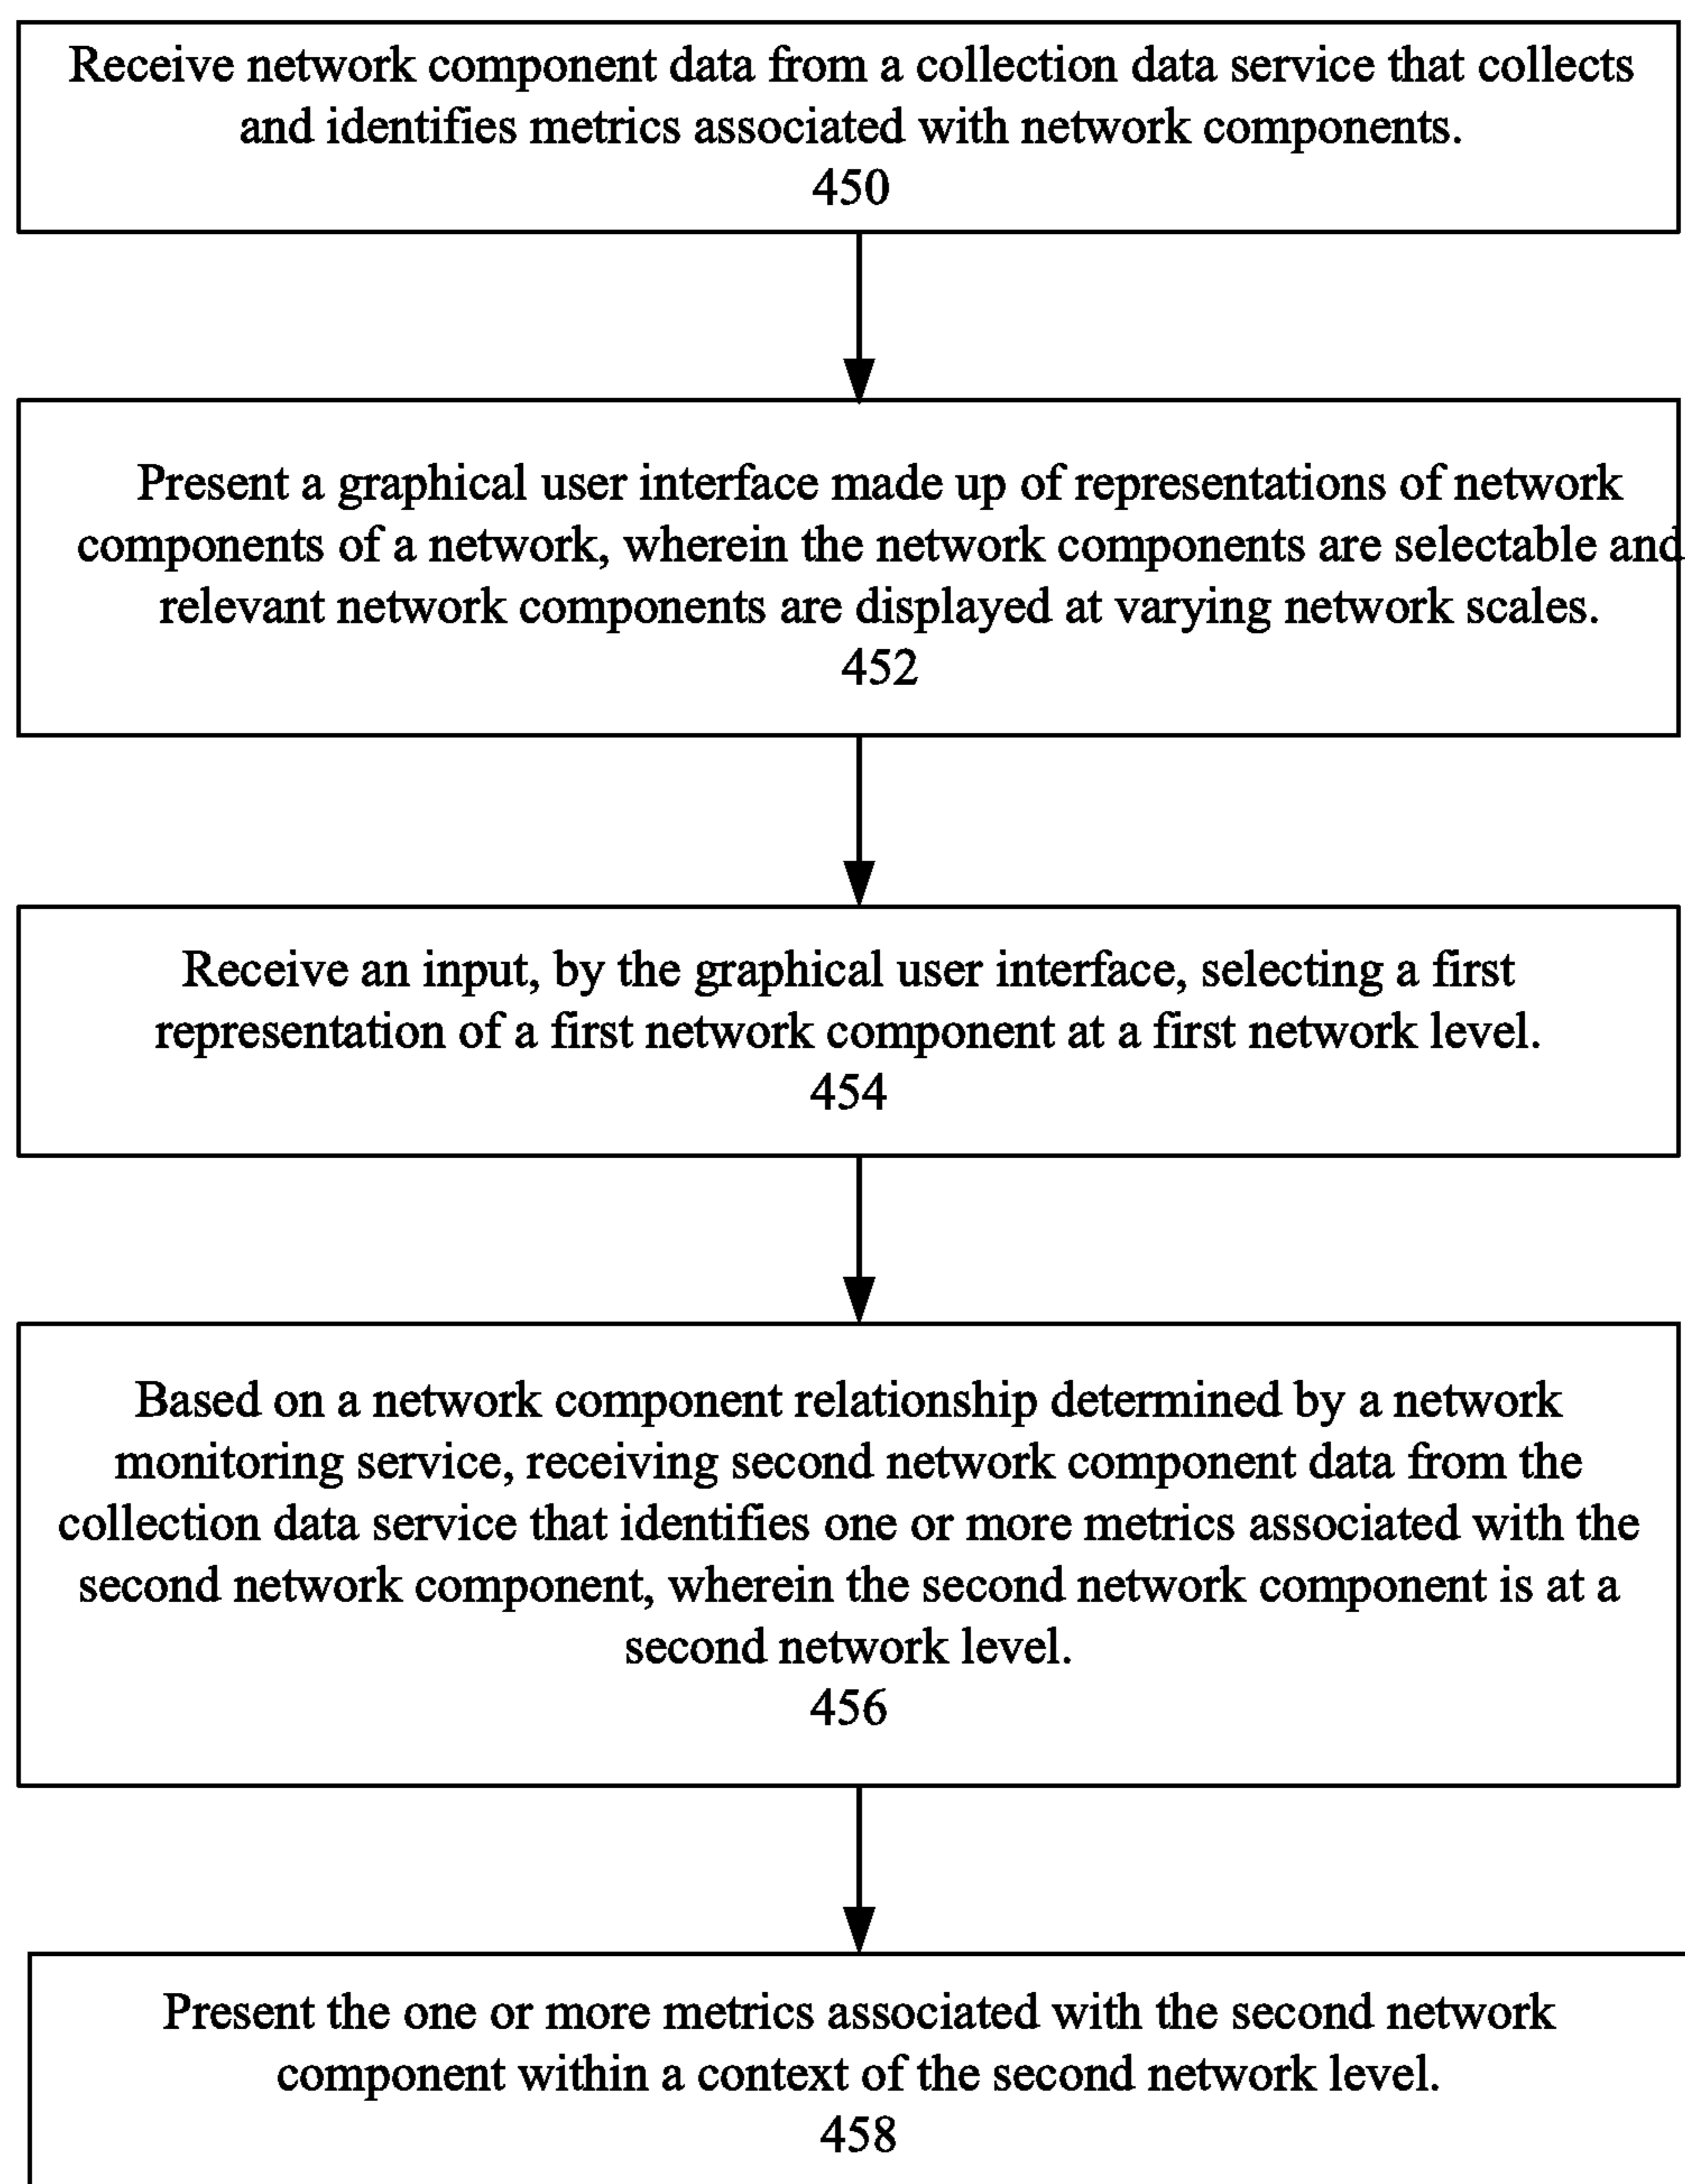 Receive network component data from a collection data service that collects
and identifies metrics associated with network components.
450
Present a graphical user interface made up of representations of network
components of a network, wherein the network components are selectable and
relevant network components are displayed at varying network scales.
452
Receive an input, by the graphical user interface, selecting a first
representation of a first network component at a first network level.
454
Based on a network component relationship determined by a network
monitoring service, receiving second network component data from the
collection data service that identifies one or more metrics associated with the
second network component, wherein the second network component is at a
second network level.
456
Present the one or more metrics associated with the second network
component within a context of the second network level.
458